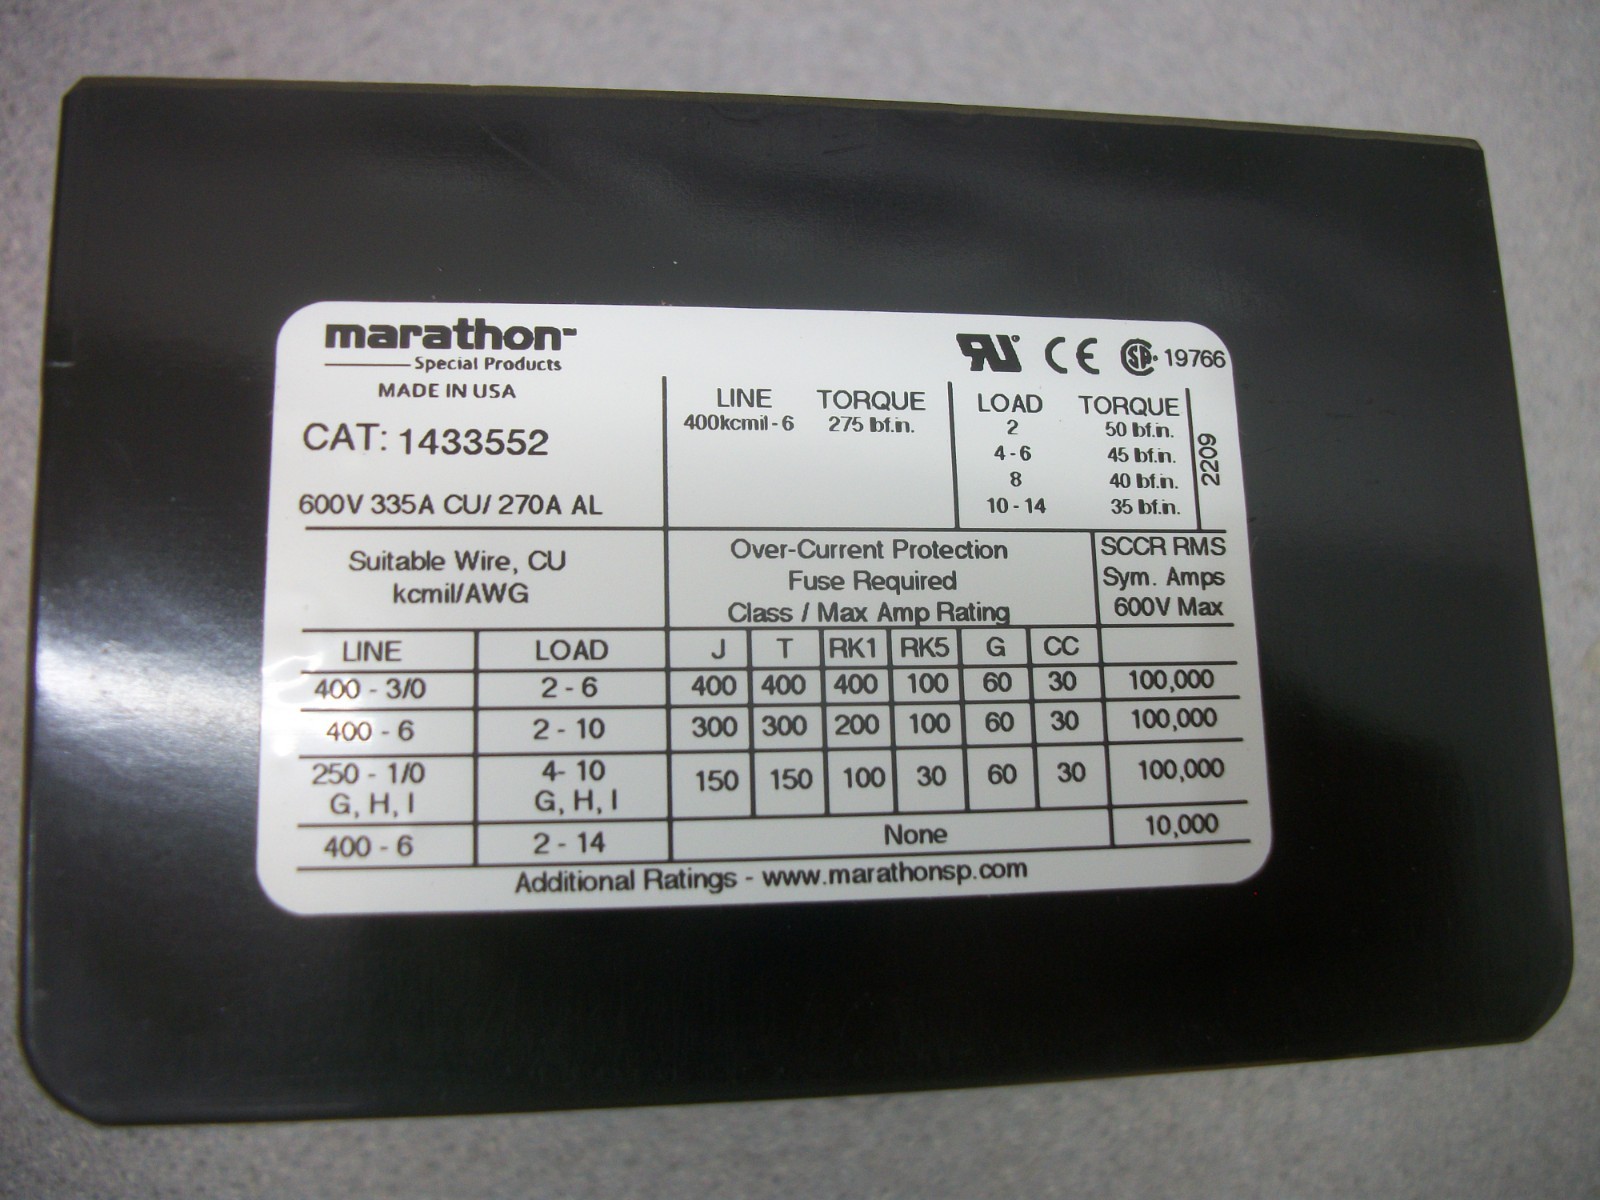 marathon™
Special Products
MADE IN USA
CAT: 1433552
600V 335A CU/ 270A AL
LINE TORQUE
400kcmil - 6 275 lbf.in.
UR CE SP® 19766
LOAD TORQUE
2 50 lbf.in.
4 - 6 45 lbf.in.
8 40 lbf.in.
10 - 14 35 lbf.in.
2209
Suitable Wire, CU
kcmil/AWG
Over-Current Protection
Fuse Required
Class / Max Amp Rating
SCCR RMS
Sym. Amps
600V Max
LINE LOAD J T RK1 RK5 G CC
400 - 3/0 2 - 6 400 400 400 100 60 30 100,000
400 - 6 2 - 10 300 300 200 100 60 30 100,000
250 - 1/0 4- 10 150 150 100 30 60 30 100,000
G, H, I G, H, I
400 - 6 2 - 14 None 10,000
Additional Ratings - www.marathonsp.com